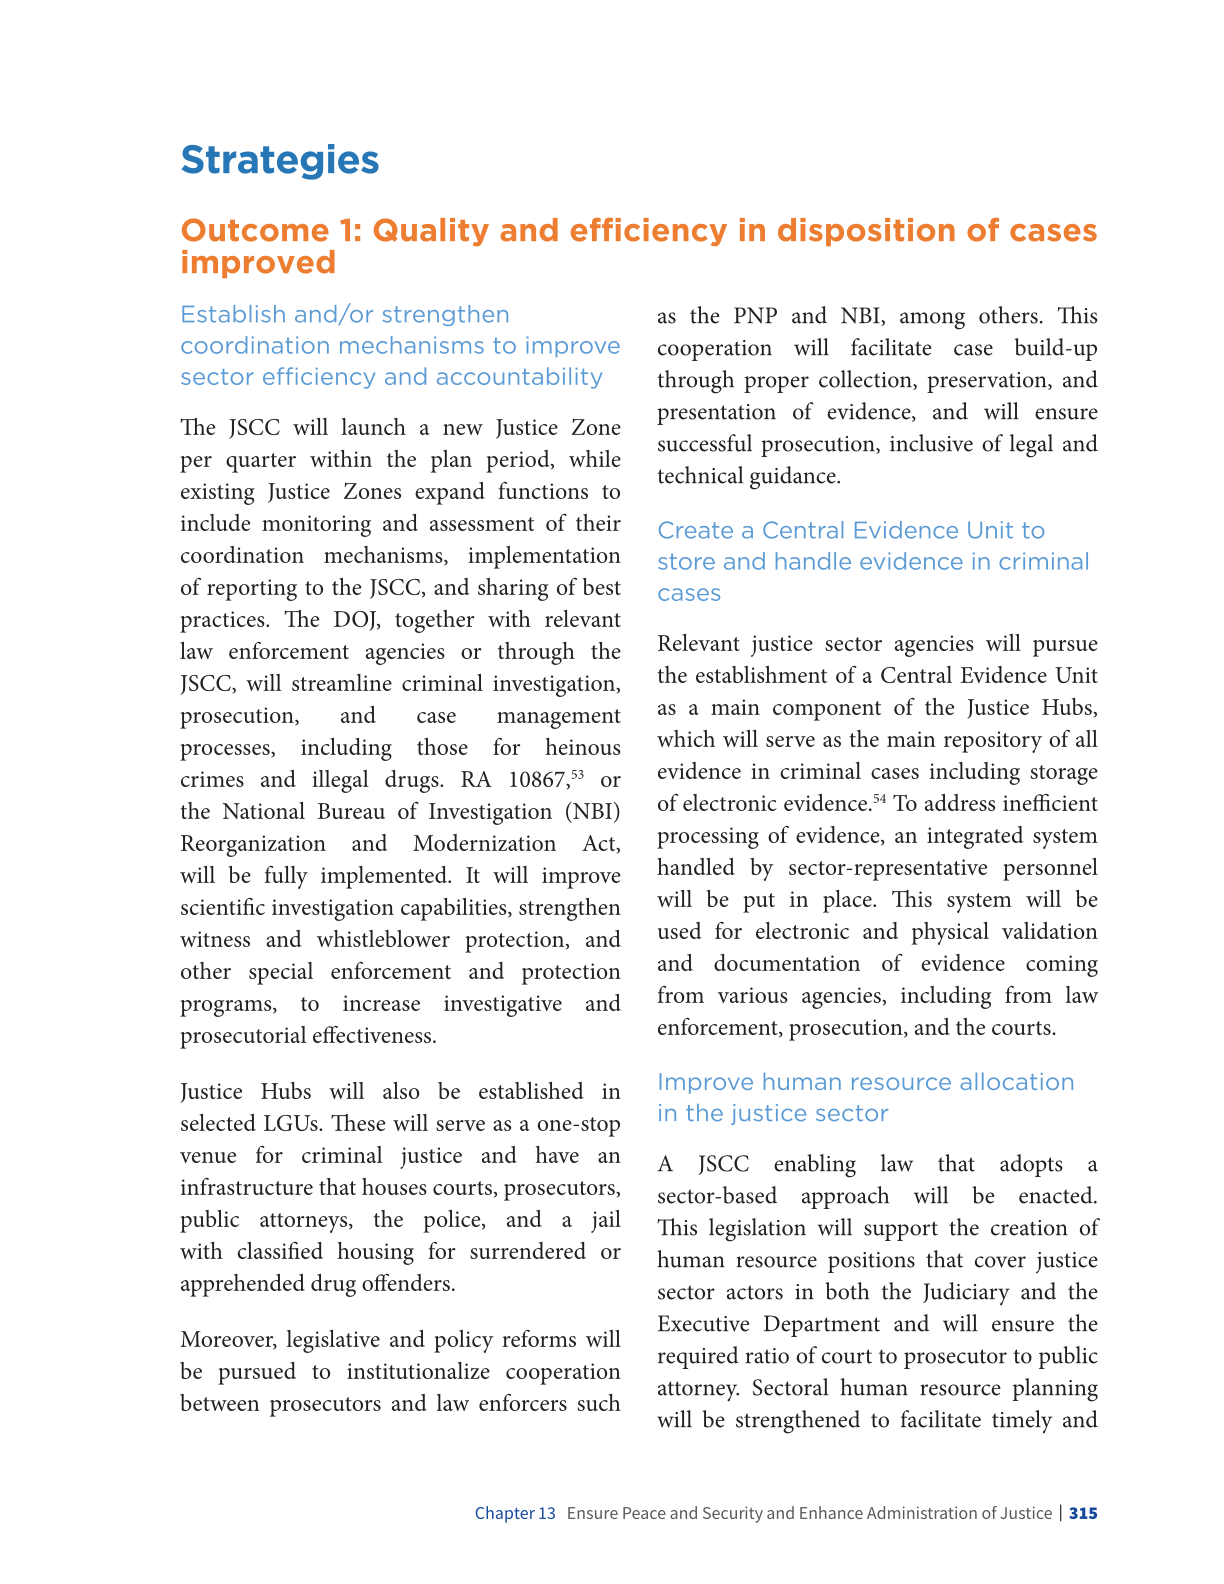 Strategies
Outcome 1: Quality and efficiency in disposition of cases
improved
Establish and/or strengthen
coordination mechanisms to improve
sector efficiency and accountability
The JSCC will launch a new Justice Zone
per quarter within the plan period, while
existing Justice Zones expand functions to
include monitoring and assessment of their
coordination mechanisms, implementation
of reporting to the JSCC, and sharing of best
practices. The DOJ, together with relevant
law enforcement agencies or through the
JSCC, will streamline criminal investigation,
prosecution, and case management
processes, including those for heinous
crimes and illegal drugs. RA 10867,53 or
the National Bureau of Investigation (NBI)
Reorganization and Modernization Act,
will be fully implemented. It will improve
scientific investigation capabilities, strengthen
witness and whistleblower protection, and
other special enforcement and protection
programs, to increase investigative and
prosecutorial effectiveness.
Justice Hubs will also be established in
selected LGUs. These will serve as a one-stop
venue for criminal justice and have an
infrastructure that houses courts, prosecutors,
public attorneys, the police, and a jail
with classified housing for surrendered or
apprehended drug offenders.
Moreover, legislative and policy reforms will
be pursued to institutionalize cooperation
between prosecutors and law enforcers such
as the PNP and NBI, among others. This
cooperation will facilitate case build-up
through proper collection, preservation, and
presentation of evidence, and will ensure
successful prosecution, inclusive of legal and
technical guidance.
Create a Central Evidence Unit to
store and handle evidence in criminal
cases
Relevant justice sector agencies will pursue
the establishment of a Central Evidence Unit
as a main component of the Justice Hubs,
which will serve as the main repository of all
evidence in criminal cases including storage
of electronic evidence.54 To address inefficient
processing of evidence, an integrated system
handled by sector-representative personnel
will be put in place. This system will be
used for electronic and physical validation
and documentation of evidence coming
from various agencies, including from law
enforcement, prosecution, and the courts.
Improve human resource allocation
in the justice sector
A JSCC enabling law that adopts a
sector-based approach will be enacted.
This legislation will support the creation of
human resource positions that cover justice
sector actors in both the Judiciary and the
Executive Department and will ensure the
required ratio of court to prosecutor to public
attorney. Sectoral human resource planning
will be strengthened to facilitate timely and
Chapter 13 Ensure Peace and Security and Enhance Administration of Justice | 315